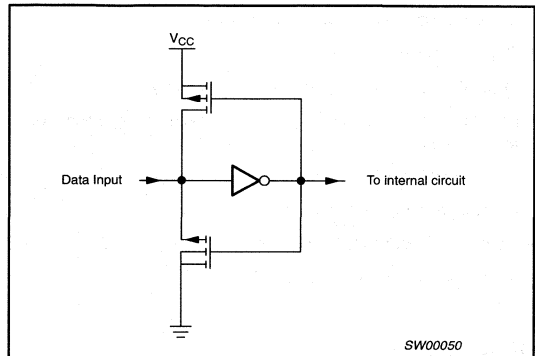 VCC
Data Input
To internal circuit
SW00050